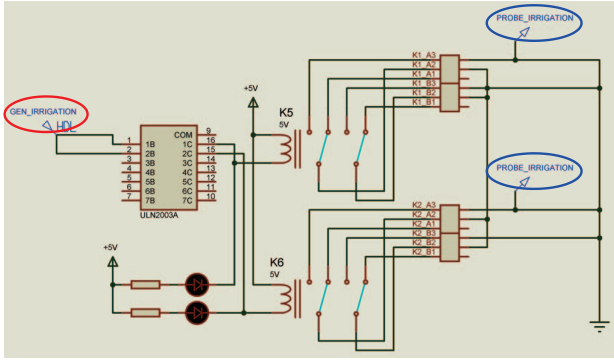 PROBE_IRRIGATION
K1_A3
K1_A2
K1_A1
K1_B3
K1_B2
K1_B1
+5V
K5
5V
GEN_IRRIGATION
HDL
COM 9
1 1B 1C 16
2 2B 2C 15
3 3B 3C 14
4 4B 4C 13
5 5B 5C 12
6 6B 6C 11
7 7B 7C 10
ULN2003A
PROBE_IRRIGATION
K2_A3
K2_A2
K2_A1
K2_B3
K2_B2
K2_B1
+5V
K6
5V